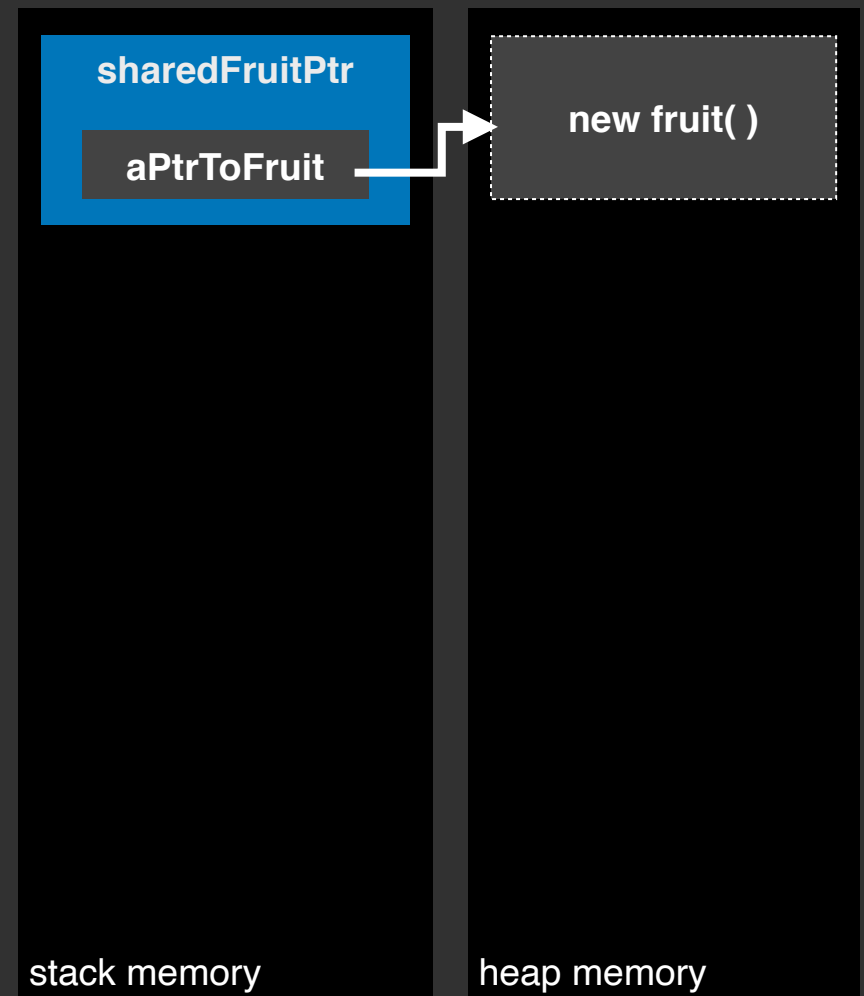 sharedFruitPtr
aPtrToFruit
new fruit( )
stack memory
heap memory